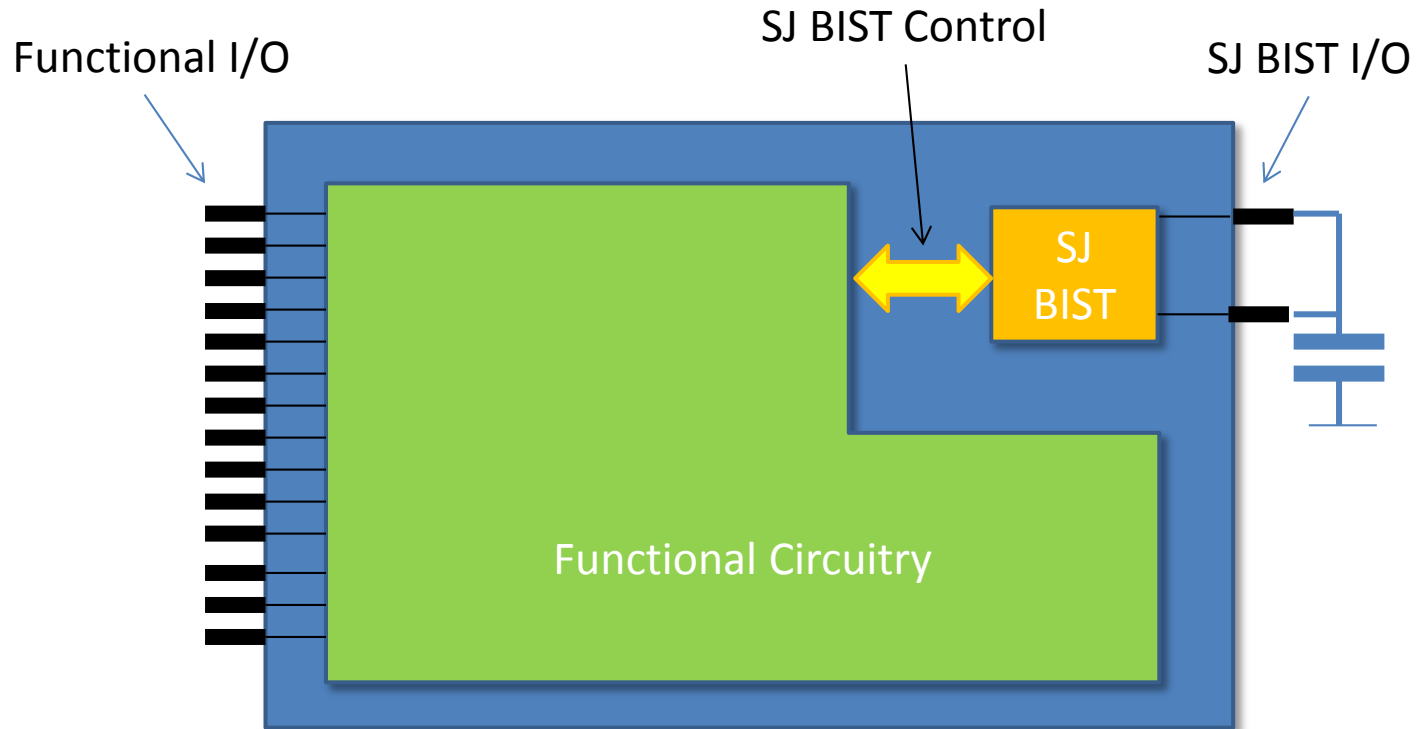 SJ BIST Control
Functional I/O
SJ BIST I/O
SJ
BIST
Functional Circuitry